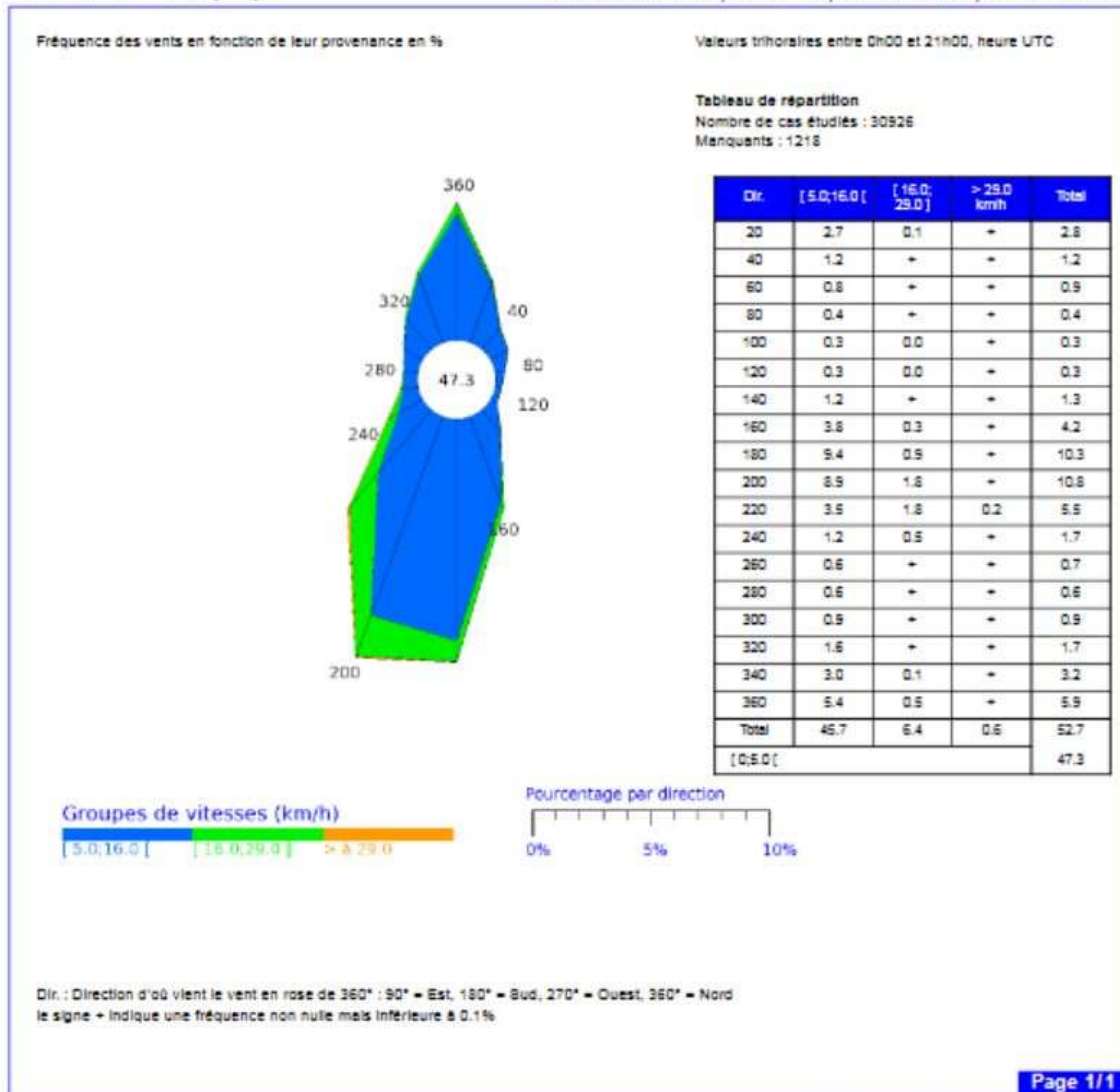 Fréquence des vents en fonction de leur provenance en %
Valeurs trihoraires entre 0h00 et 21h00, heure UTC
Tableau de répartition
Nombre de cas étudiés : 30926
Manquants : 1218
Dir. [ 5.0;16.0 [ [ 16.0; 29.0 ] > 29.0 km/h Total
20 2.7 0.1 + 2.8
40 1.2 + + 1.2
60 0.8 + + 0.9
80 0.4 + + 0.4
100 0.3 0.0 + 0.3
120 0.3 0.0 + 0.3
140 1.2 + + 1.3
160 3.8 0.3 + 4.2
180 9.4 0.9 + 10.3
200 8.9 1.8 + 10.8
220 3.5 1.8 0.2 5.5
240 1.2 0.5 + 1.7
260 0.6 + + 0.7
280 0.6 + + 0.6
300 0.9 + + 0.9
320 1.6 + + 1.7
340 3.0 0.1 + 3.2
360 5.4 0.5 + 5.9
Total 45.7 6.4 0.6 52.7
[ 0;5.0 [ 47.3
360
320
40
280
47.3
80
120
240
160
200
Groupes de vitesses (km/h)
[ 5.0;16.0 [ [ 16.0;29.0 ] > à 29.0
Pourcentage par direction
0% 5% 10%
Dir. : Direction d'où vient le vent en rose de 360° : 90° = Est, 180° = Sud, 270° = Ouest, 360° = Nord
le signe + indique une fréquence non nulle mais inférieure à 0.1%
Page 1/1